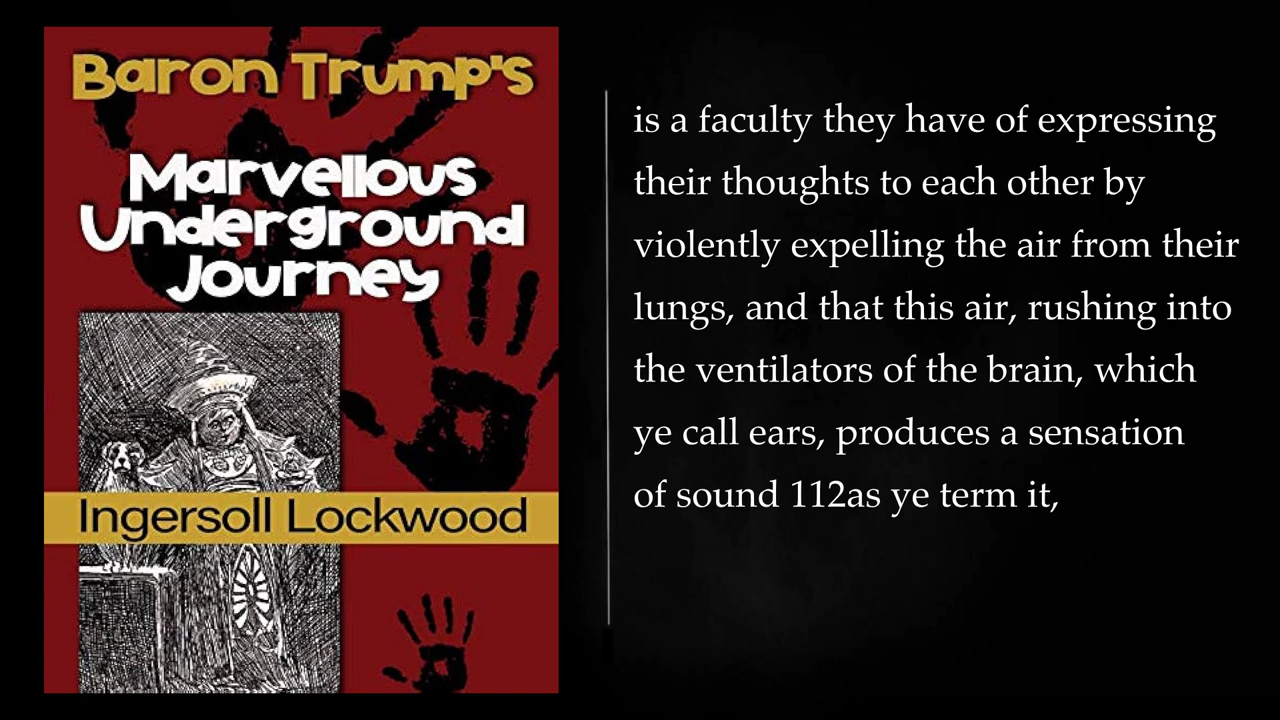 Baron Trump's
Marvellous
Underground
Journey
Ingersoll Lockwood
is a faculty they have of expressing
their thoughts to each other by
violently expelling the air from their
lungs, and that this air, rushing into
the ventilators of the brain, which
ye call ears, produces a sensation
of sound 112as ye term it,